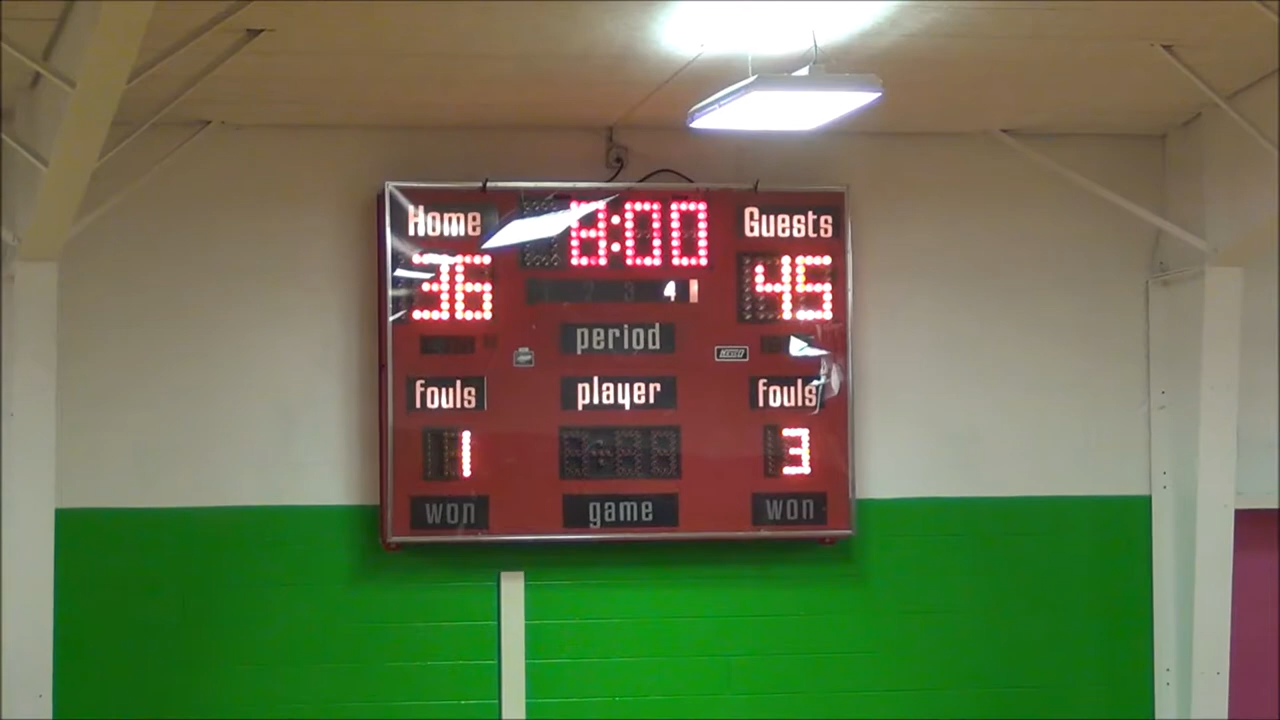 Home 8:00 Guests
36 45
4
period
fouls player fouls
1 3
won game won